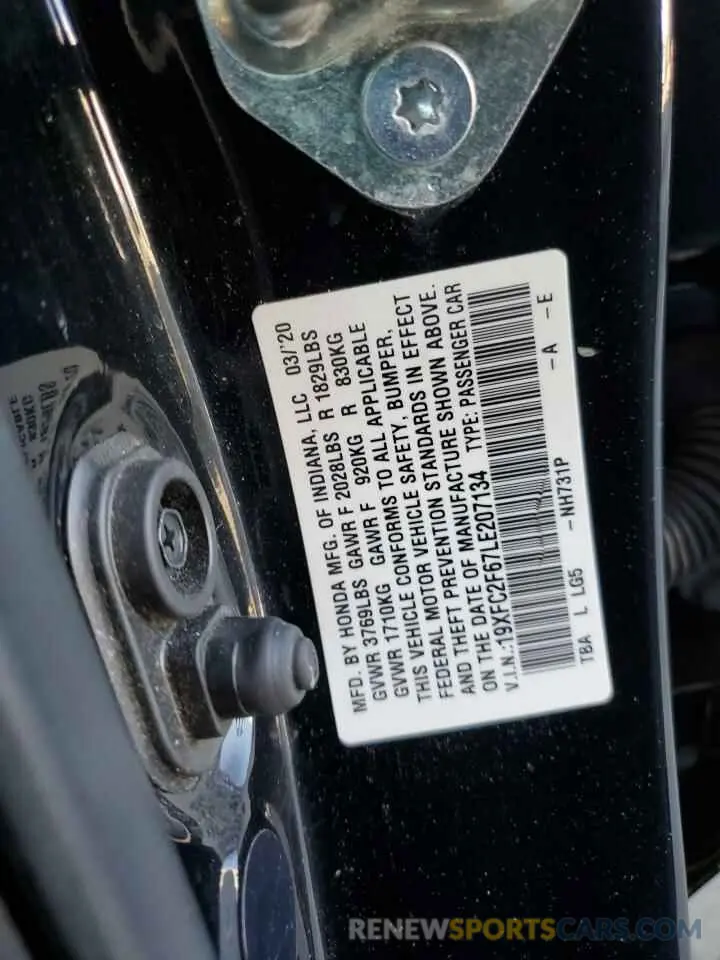 MFD. BY HONDA MFG. OF INDIANA, LLC 03/'20
GVWR 3769LBS GAWR F 2028LBS R 1829LBS
GVWR 1710KG GAWR F 920KG R 830KG
THIS VEHICLE CONFORMS TO ALL APPLICABLE
FEDERAL MOTOR VEHICLE SAFETY, BUMPER,
AND THEFT PREVENTION STANDARDS IN EFFECT
ON THE DATE OF MANUFACTURE SHOWN ABOVE.
V.I.N.:19XFC2F67LE207134 TYPE: PASSENGER CAR
TBA L LG5 -NH731P -A -E
RENEWSPORTSCARS.COM